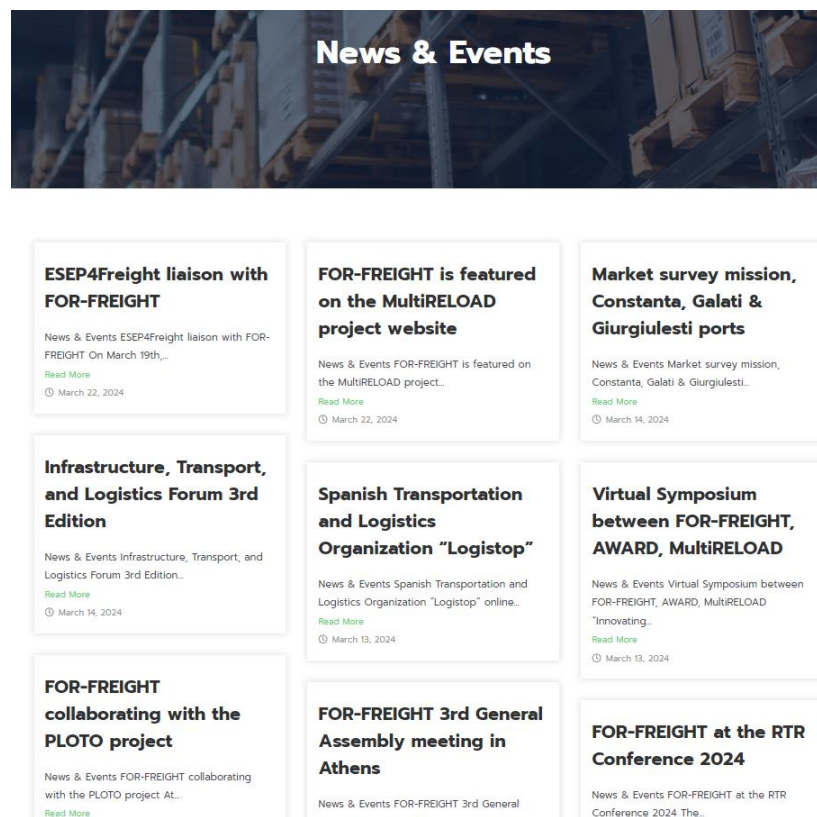 News & Events
ESEP4Freight liaison with
FOR-FREIGHT
News & Events ESEP4Freight liaison with FOR-
FREIGHT On March 19th,...
Read More
March 22, 2024
FOR-FREIGHT is featured
on the MultiRELOAD
project website
News & Events FOR-FREIGHT is featured on
the MultiRELOAD project...
Read More
March 22, 2024
Market survey mission,
Constanta, Galati &
Giurgiulesti ports
News & Events Market survey mission,
Constanta, Galati & Giurgiulesti...
Read More
March 14, 2024
Infrastructure, Transport,
and Logistics Forum 3rd
Edition
News & Events Infrastructure, Transport, and
Logistics Forum 3rd Edition...
Read More
March 14, 2024
Spanish Transportation
and Logistics
Organization “Logistop”
News & Events Spanish Transportation and
Logistics Organization “Logistop” online...
Read More
March 13, 2024
Virtual Symposium
between FOR-FREIGHT,
AWARD, MultiRELOAD
News & Events Virtual Symposium between
FOR-FREIGHT, AWARD, MultiRELOAD
“Innovating...
Read More
March 13, 2024
FOR-FREIGHT
collaborating with the
PLOTO project
News & Events FOR-FREIGHT collaborating
with the PLOTO project At...
Read More
FOR-FREIGHT 3rd General
Assembly meeting in
Athens
News & Events FOR-FREIGHT 3rd General
FOR-FREIGHT at the RTR
Conference 2024
News & Events FOR-FREIGHT at the RTR
Conference 2024 The...